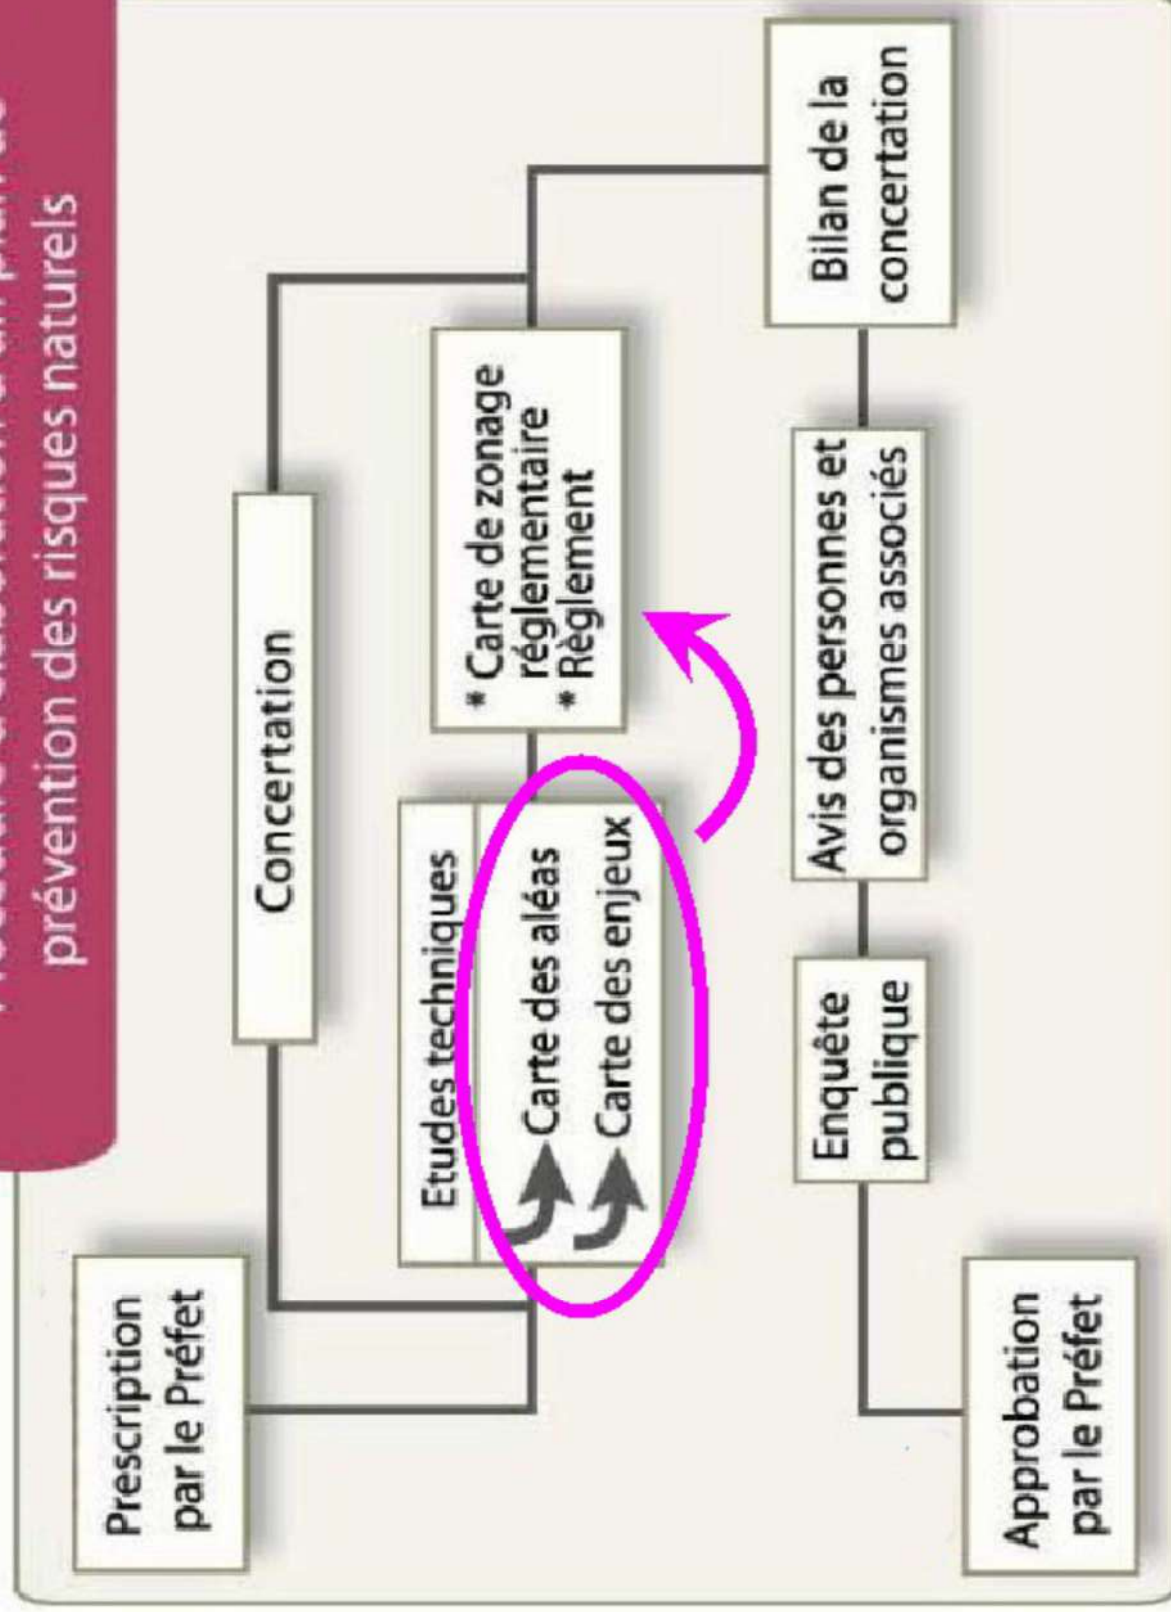 prévention des risques naturels
Prescription
par le Préfet
Concertation
Etudes techniques
Carte des aléas
Carte des enjeux
* Carte de zonage
réglementaire
* Règlement
Bilan de la
concertation
Avis des personnes et
organismes associés
Enquête
publique
Approbation
par le Préfet